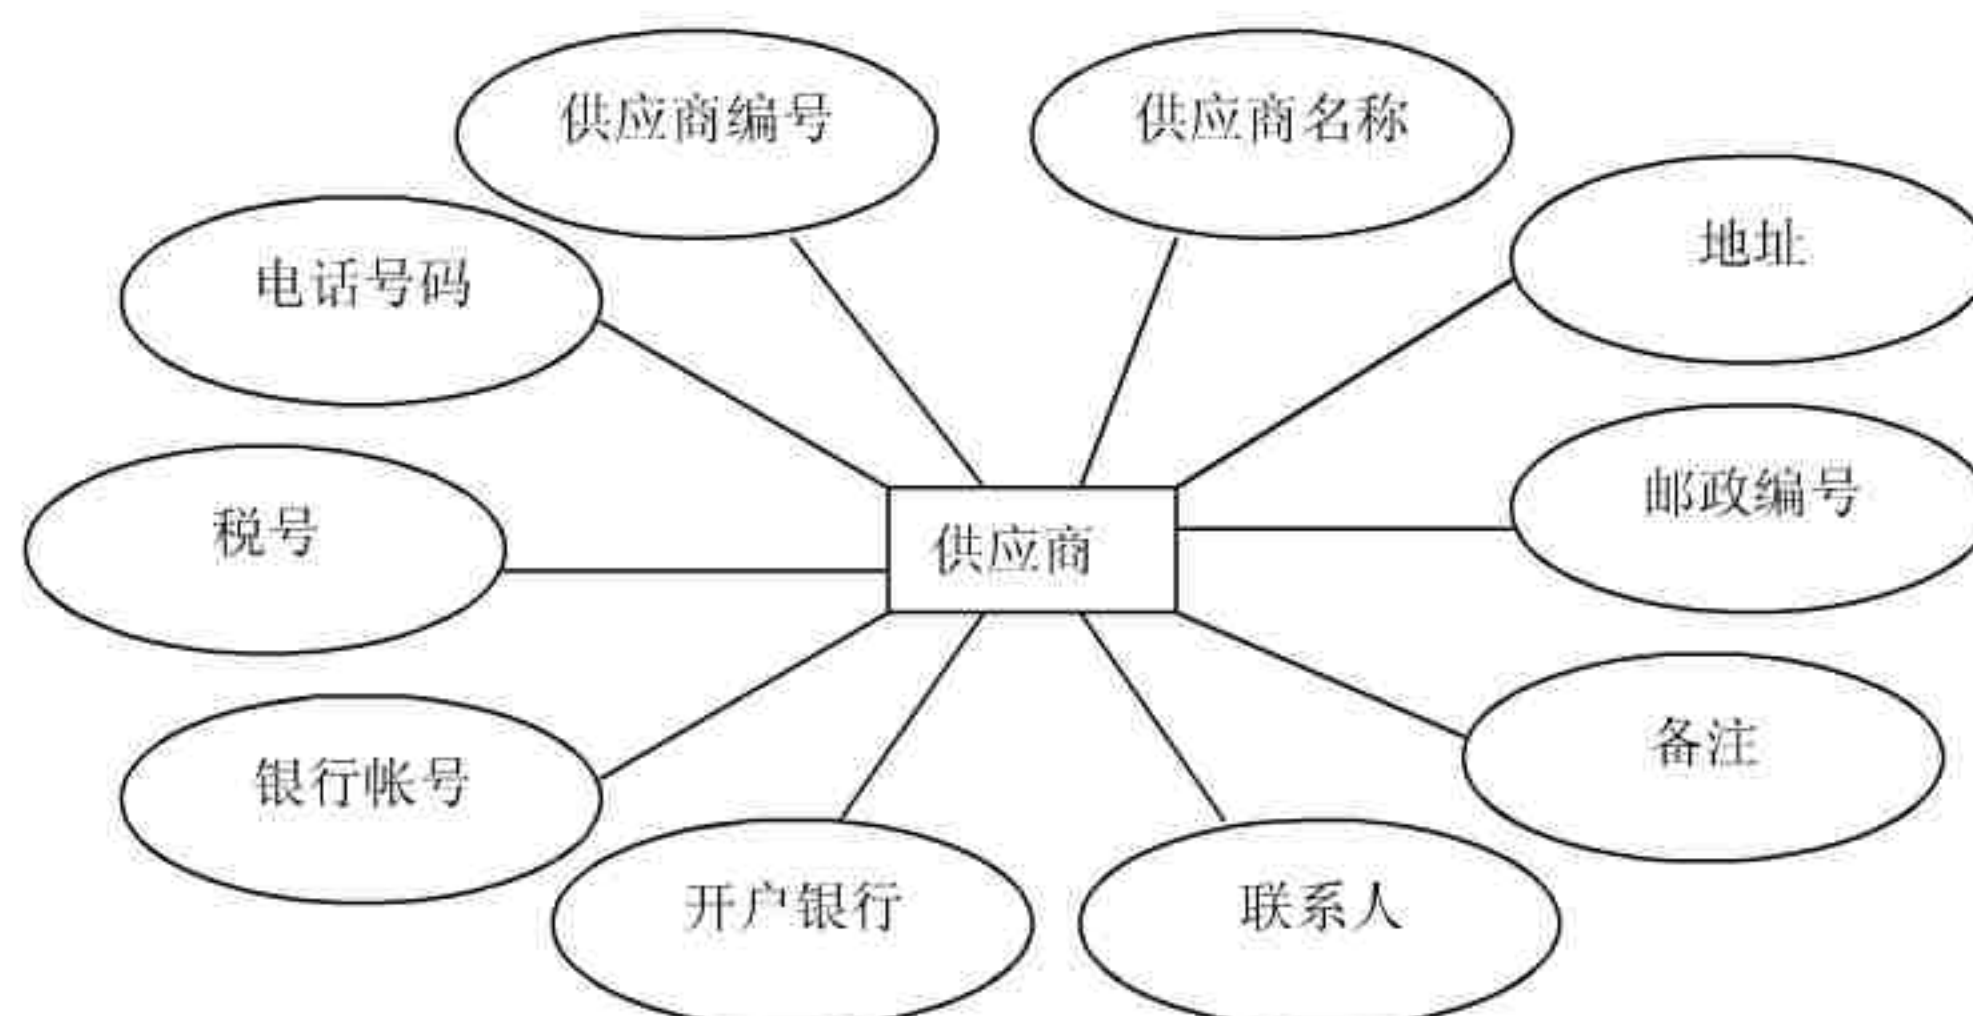 供应商编号
供应商名称
地址
电话号码
邮政编号
税号
供应商
备注
银行帐号
开户银行
联系人